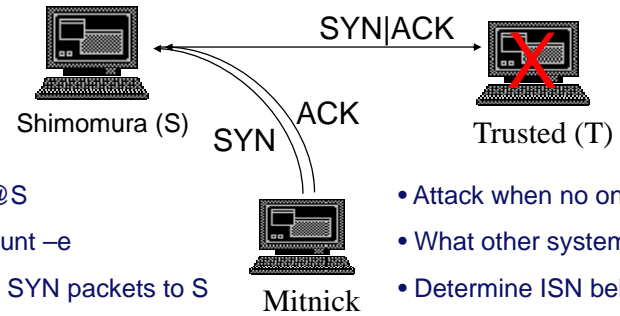 SYN|ACK
Shimomura (S)
ACK
SYN
Trusted (T)
@S
• Attack when no on
unt –e
• What other system
SYN packets to S
Mitnick
• Determine ISN be